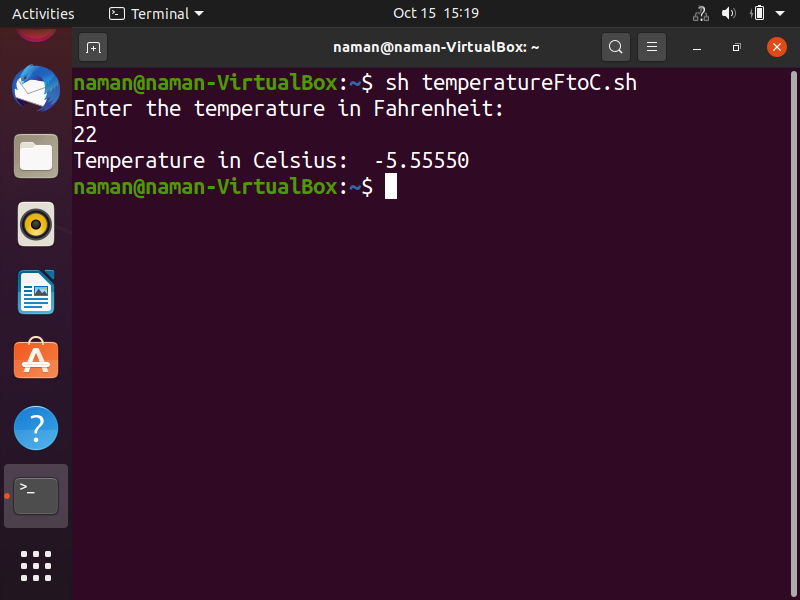 Activities Terminal Oct 15 15:19
naman@naman-VirtualBox: ~
naman@naman-VirtualBox:~$ sh temperatureFtoC.sh
Enter the temperature in Fahrenheit:
22
Temperature in Celsius:  -5.55550
naman@naman-VirtualBox:~$